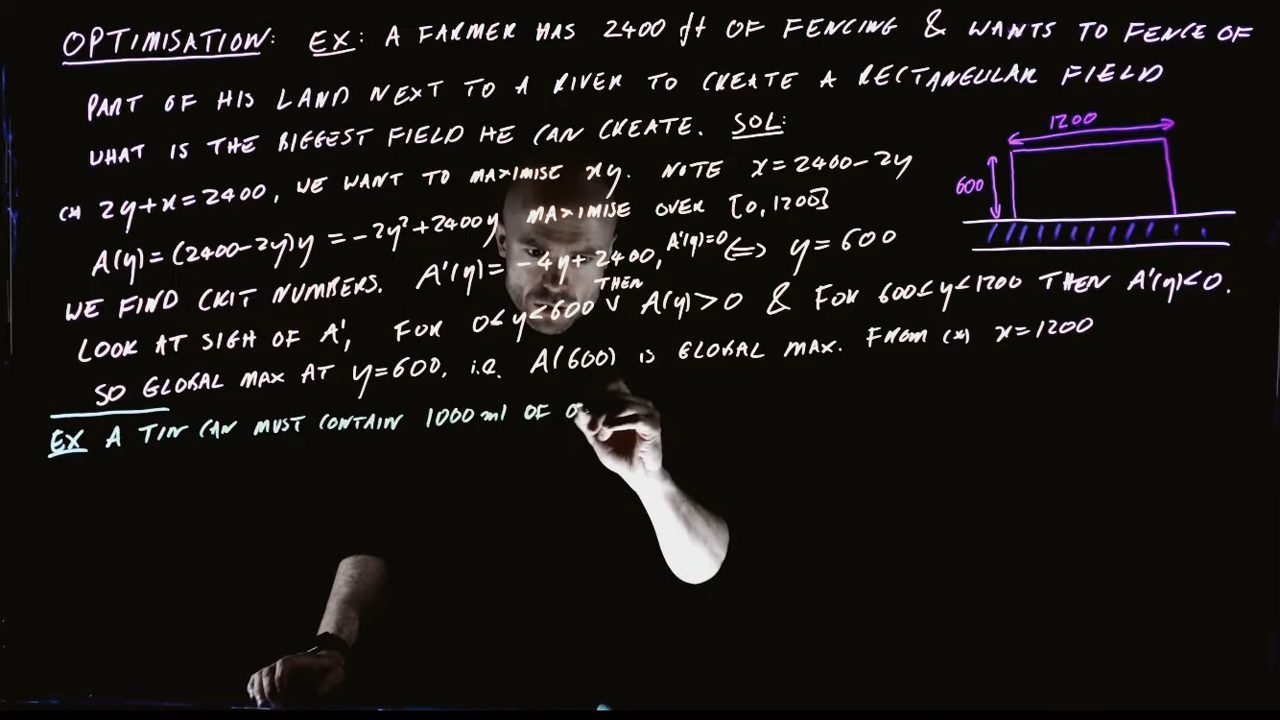 OPTIMISATION: EX: A FARMER HAS 2400 ft OF FENCING & WANTS TO FENCE OF
PART OF HIS LAND NEXT TO A RIVER TO CREATE A RECTANGULAR FIELD
WHAT IS THE BIGGEST FIELD HE CAN CREATE. SOL:
1200
600
(*) 2y+x=2400, WE WANT TO MAXIMISE xy. NOTE x=2400-2y
A(y)=(2400-2y)y =-2y²+2400y MAXIMISE OVER [0,1200]
WE FIND CRIT NUMBERS. A'(y)=-4y+2400, A'(y)=0 <=> y=600
LOOK AT SIGN OF A', FOR 0<y<600 THEN A(y)>0 & FOR 600<y<1200 THEN A'(y)<0.
SO GLOBAL MAX AT y=600, i.e. A(600) IS GLOBAL MAX. FROM (*) x=1200
EX A TIN CAN MUST CONTAIN 1000 ml OF